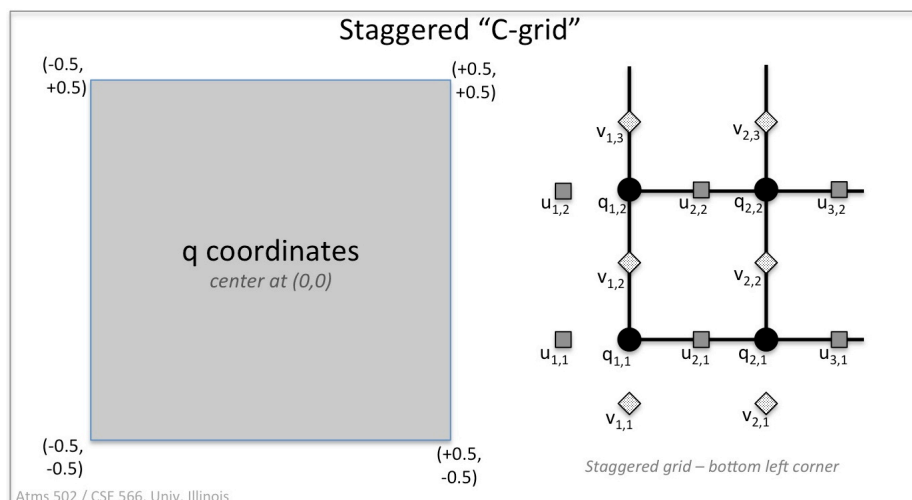 Staggered “C-grid”
(-0.5,
+0.5)
(+0.5,
+0.5)
q coordinates
center at (0,0)
(-0.5,
-0.5)
(+0.5,
-0.5)
v1,3
v2,3
u1,2
q1,2
u2,2
q2,2
u3,2
v1,2
v2,2
u1,1
q1,1
u2,1
q2,1
u3,1
v1,1
v2,1
Staggered grid – bottom left corner
Atms 502 / CSE 566, Univ. Illinois